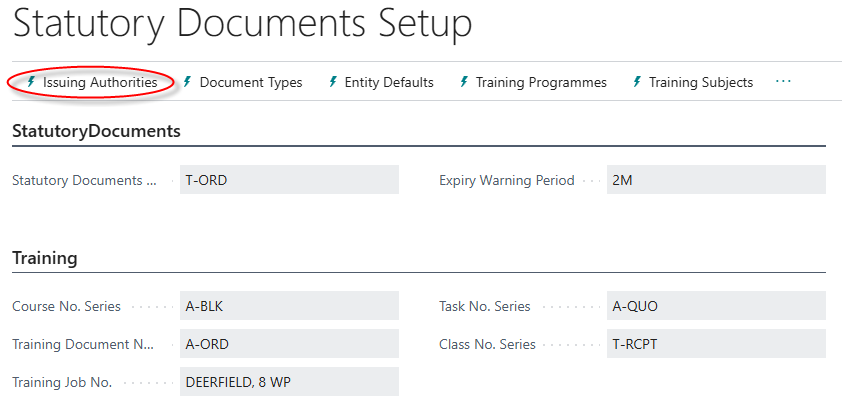 Statutory Documents Setup
Issuing Authorities Document Types Entity Defaults Training Programmes Training Subjects ...
StatutoryDocuments
Statutory Documents ... T-ORD Expiry Warning Period 2M
Training
Course No. Series A-BLK Task No. Series A-QUO
Training Document N... A-ORD Class No. Series T-RCPT
Training Job No. DEERFIELD, 8 WP